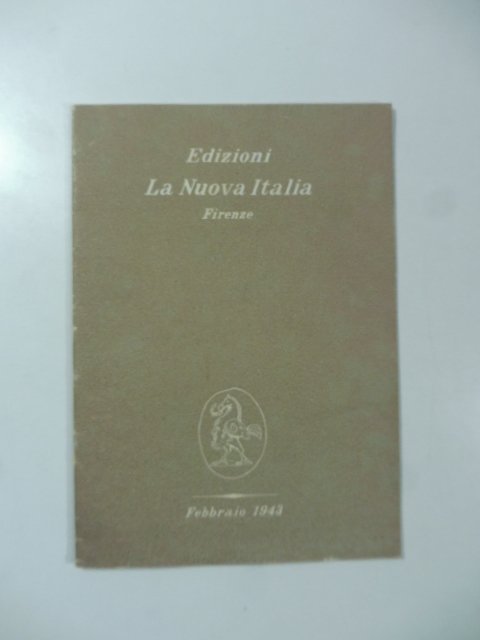 Edizioni
La Nuova Italia
Firenze
Febbraio 1943